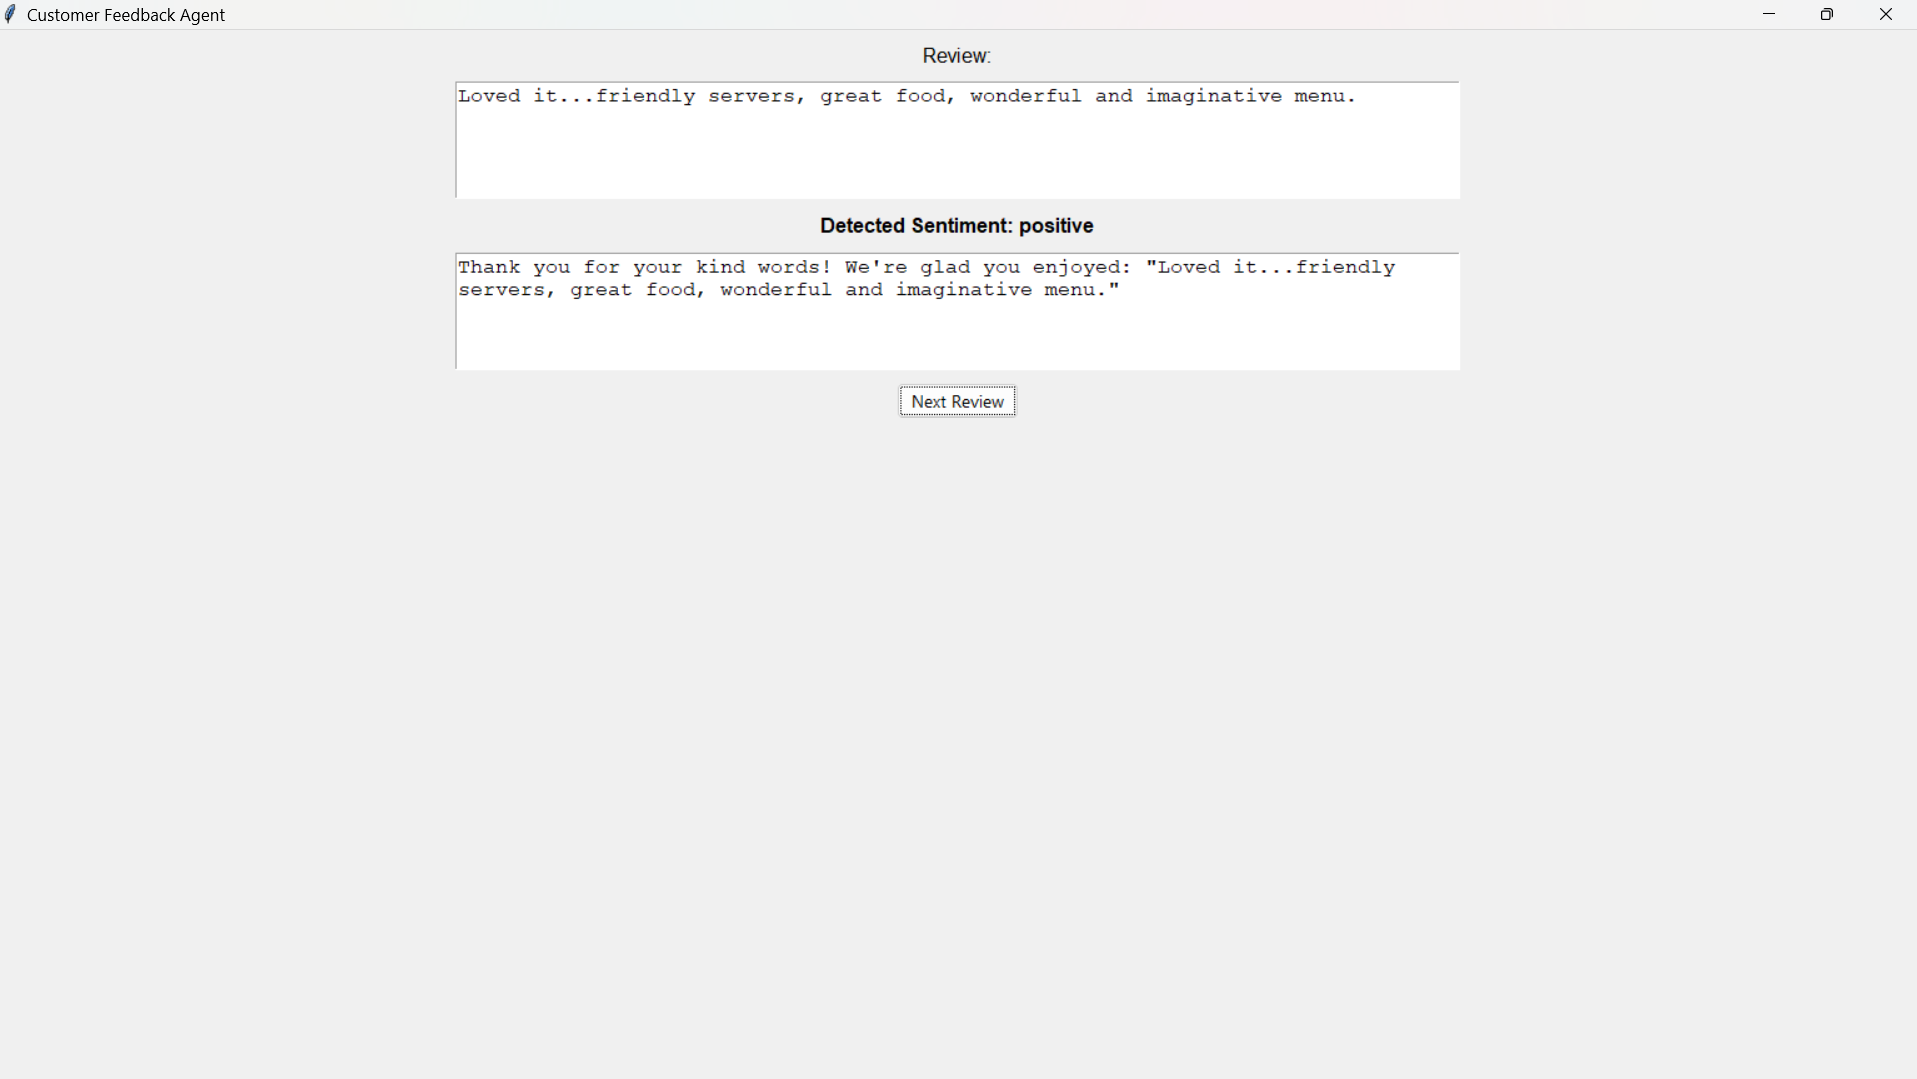 Customer Feedback Agent
Review:
Loved it...friendly servers, great food, wonderful and imaginative menu.
Detected Sentiment: positive
Thank you for your kind words! We're glad you enjoyed: "Loved it...friendly
servers, great food, wonderful and imaginative menu."
Next Review